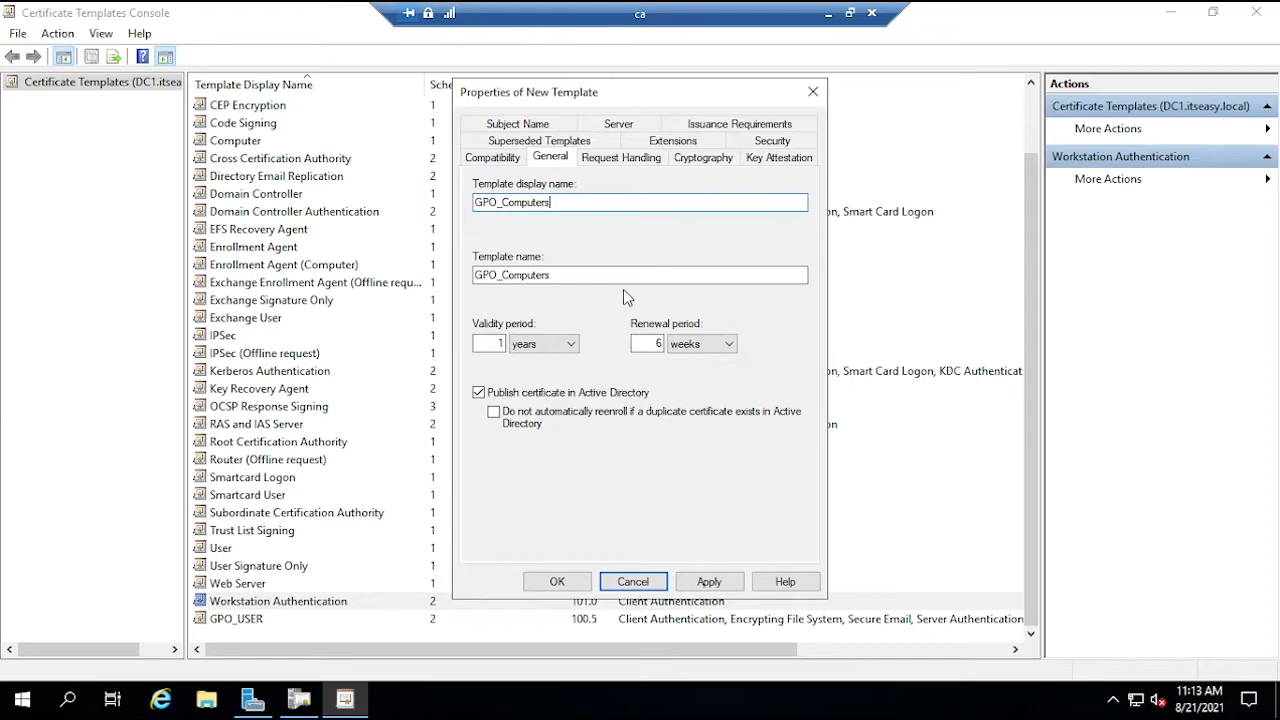 Certificate Templates Console
ca
File Action View Help
Certificate Templates (DC1.itsea
Template Display Name
Sche
CEP Encryption 1
Code Signing 1
Computer 1
Cross Certification Authority 2
Directory Email Replication 2
Domain Controller 1
Domain Controller Authentication 2 , Smart Card Logon
EFS Recovery Agent 1
Enrollment Agent 1
Enrollment Agent (Computer) 1
Exchange Enrollment Agent (Offline requ... 1
Exchange Signature Only 1
Exchange User 1
IPSec 1
IPSec (Offline request) 1
Kerberos Authentication 2 , Smart Card Logon, KDC Authenticat
Key Recovery Agent 2
OCSP Response Signing 3
RAS and IAS Server 2 on
Root Certification Authority 1
Router (Offline request) 1
Smartcard Logon 1
Smartcard User 1
Subordinate Certification Authority 1
Trust List Signing 1
User 1
User Signature Only 1
Web Server 1
Workstation Authentication 2 101.0 Client Authentication
GPO_USER 2 100.5 Client Authentication, Encrypting File System, Secure Email, Server Authentication
Properties of New Template
Subject Name Server Issuance Requirements
Superseded Templates Extensions Security
Compatibility General Request Handling Cryptography Key Attestation
Template display name:
GPO_Computers
Template name:
GPO_Computers
Validity period: Renewal period:
1 years 6 weeks
Publish certificate in Active Directory
Do not automatically reenroll if a duplicate certificate exists in Active
Directory
OK Cancel Apply Help
Actions
Certificate Templates (DC1.itseasy.local)
More Actions
Workstation Authentication
More Actions
11:13 AM
8/21/2021